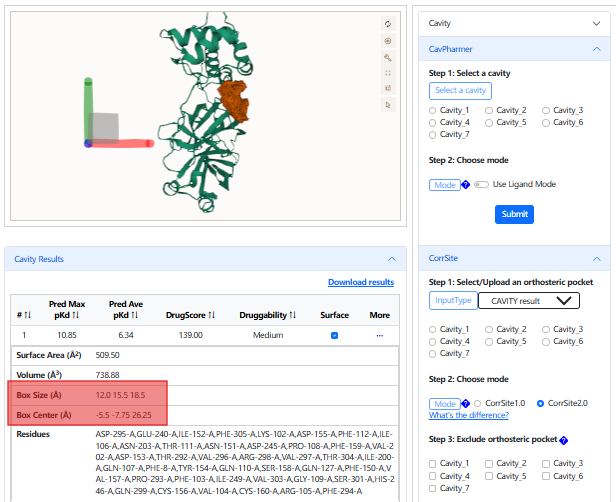 Cavity
CavPharmer
Step 1: Select a cavity
Select a cavity
Cavity_1 Cavity_2 Cavity_3
Cavity_4 Cavity_5 Cavity_6
Cavity_7
Step 2: Choose mode
Mode ? Use Ligand Mode
Submit
Cavity Results
Download results
# ↑↓ Pred Max pKd ↑↓ Pred Ave pKd ↑↓ DrugScore ↑↓ Druggability ↑↓ Surface More
1 10.85 6.34 139.00 Medium ...
Surface Area (Å²) 509.50
Volume (Å³) 738.88
Box Size (Å) 12.0 15.5 18.5
Box Center (Å) -5.5 -7.75 26.25
Residues ASP-295-A,GLU-240-A,ILE-152-A,PHE-305-A,LYS-102-A,ASP-155-A,PHE-112-A,ILE-
106-A,ASN-203-A,THR-111-A,ASN-151-A,ASP-245-A,PRO-108-A,PHE-159-A,VAL-2
02-A,ASP-153-A,THR-292-A,VAL-296-A,ARG-298-A,VAL-297-A,THR-304-A,ILE-200-
A,GLN-107-A,PHE-8-A,TYR-154-A,GLN-110-A,SER-158-A,GLN-127-A,PHE-150-A,V
AL-157-A,PRO-293-A,PHE-103-A,ILE-249-A,VAL-303-A,GLY-109-A,SER-301-A,HIS-2
46-A,GLN-299-A,CYS-156-A,VAL-104-A,CYS-160-A,ARG-105-A,PHE-294-A
CorrSite
Step 1: Select/Upload an orthosteric pocket
InputType CAVITY result
Cavity_1 Cavity_2 Cavity_3
Cavity_4 Cavity_5 Cavity_6
Cavity_7
Step 2: Choose mode
Mode ? CorrSite1.0 CorrSite2.0
What's the difference?
Step 3: Exclude orthosteric pocket ?
Cavity_1 Cavity_2 Cavity_3
Cavity_4 Cavity_5 Cavity_6
Cavity_7